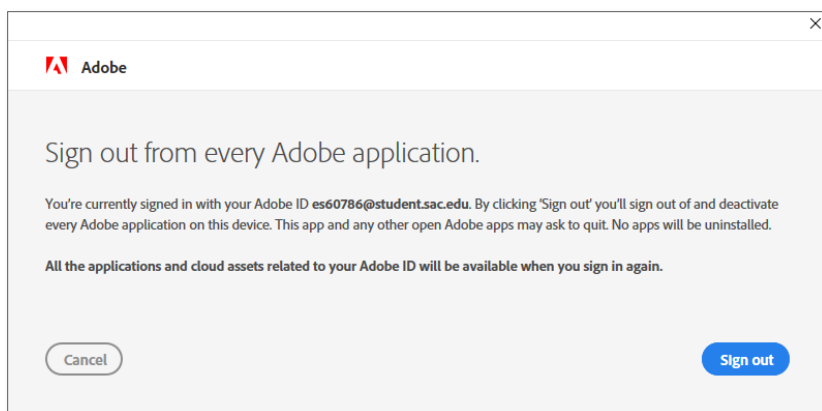 Adobe
Sign out from every Adobe application.
You're currently signed in with your Adobe ID es60786@student.sac.edu. By clicking 'Sign out' you'll sign out of and deactivate
every Adobe application on this device. This app and any other open Adobe apps may ask to quit. No apps will be uninstalled.
All the applications and cloud assets related to your Adobe ID will be available when you sign in again.
Cancel
Sign out